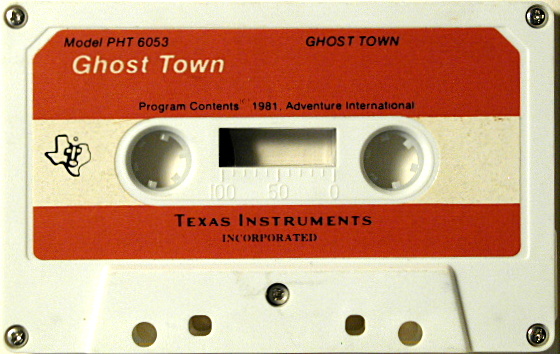 Model PHT 6053 GHOST TOWN
Ghost Town
Program Contents© 1981, Adventure International
100 50 0
TEXAS INSTRUMENTS
INCORPORATED